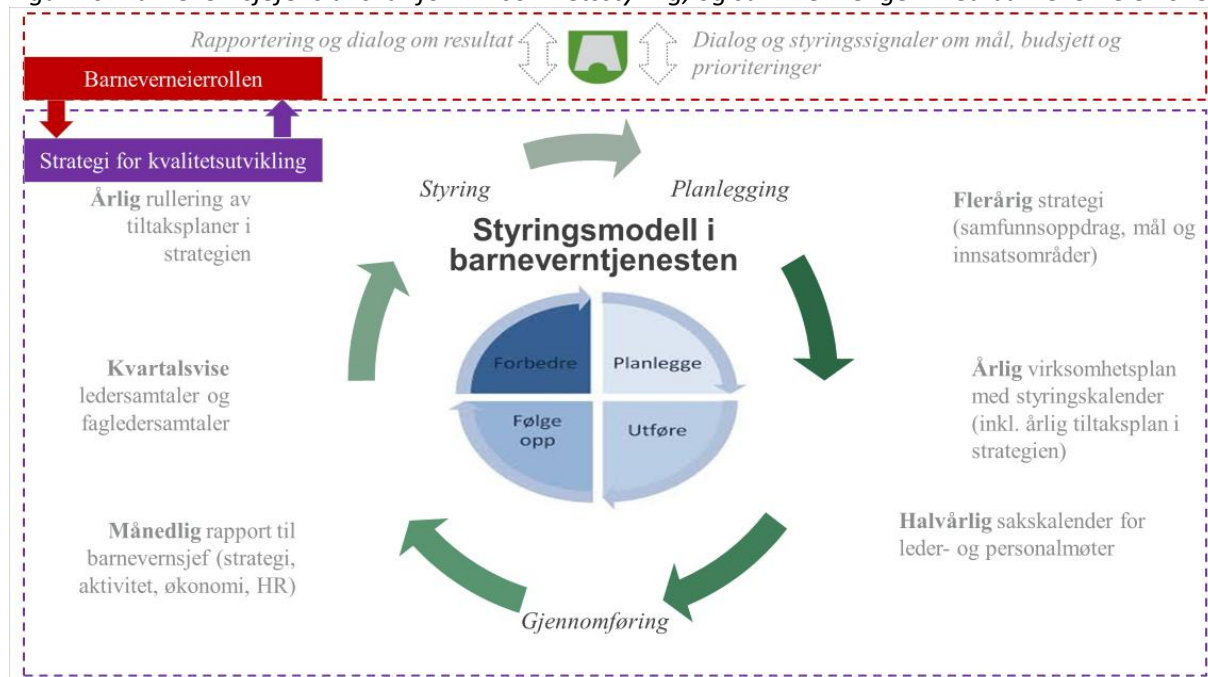 Rapportering og dialog om resultat
Dialog og styringssignaler om mål, budsjett og
prioriteringer
Barneverneierrollen
Strategi for kvalitetsutvikling
Styring
Planlegging
Styringsmodell i
barneverntjenesten
Årlig rullering av
tiltaksplaner i
strategien
Flerårig strategi
(samfunnsoppdrag, mål og
innsatsområder)
Forbedre
Planlegge
Følge
opp
Utføre
Kvartalsvise
ledersamtaler og
fagledersamtaler
Årlig virksomhetsplan
med styringskalender
(inkl. årlig tiltaksplan i
strategien)
Månedlig rapport til
barnevernsjef (strategi,
aktivitet, økonomi, HR)
Halvårlig sakskalender for
leder- og personalmøter
Gjennomføring